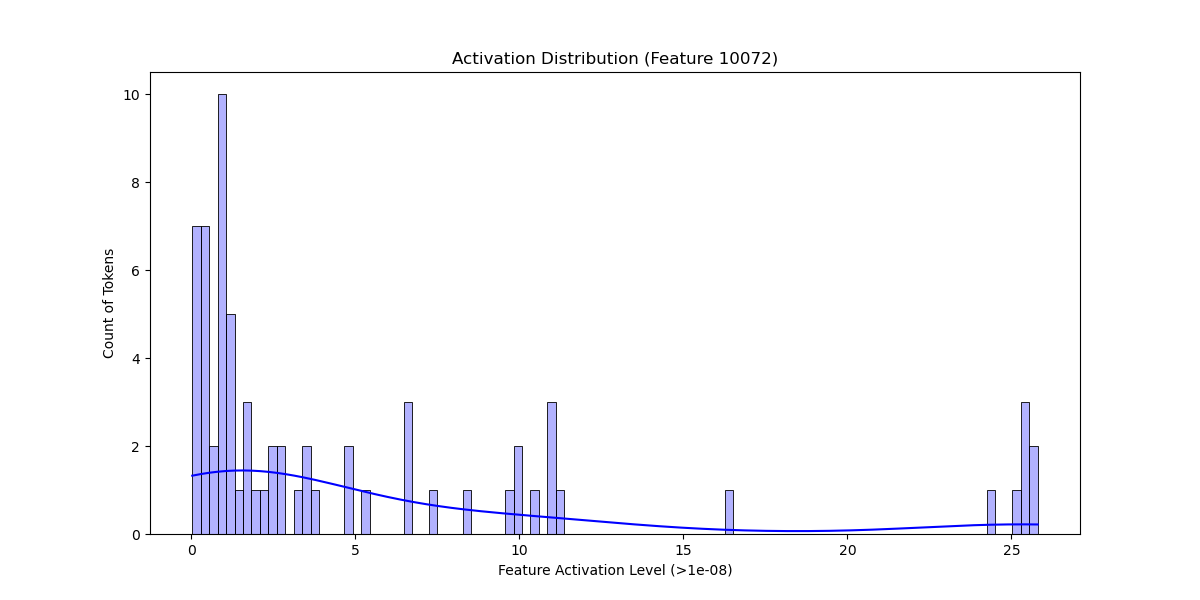 Activation Distribution (Feature 10072)
10
8
6
4
2
0
Count of Tokens
0 5 10 15 20 25
Feature Activation Level (>1e-08)